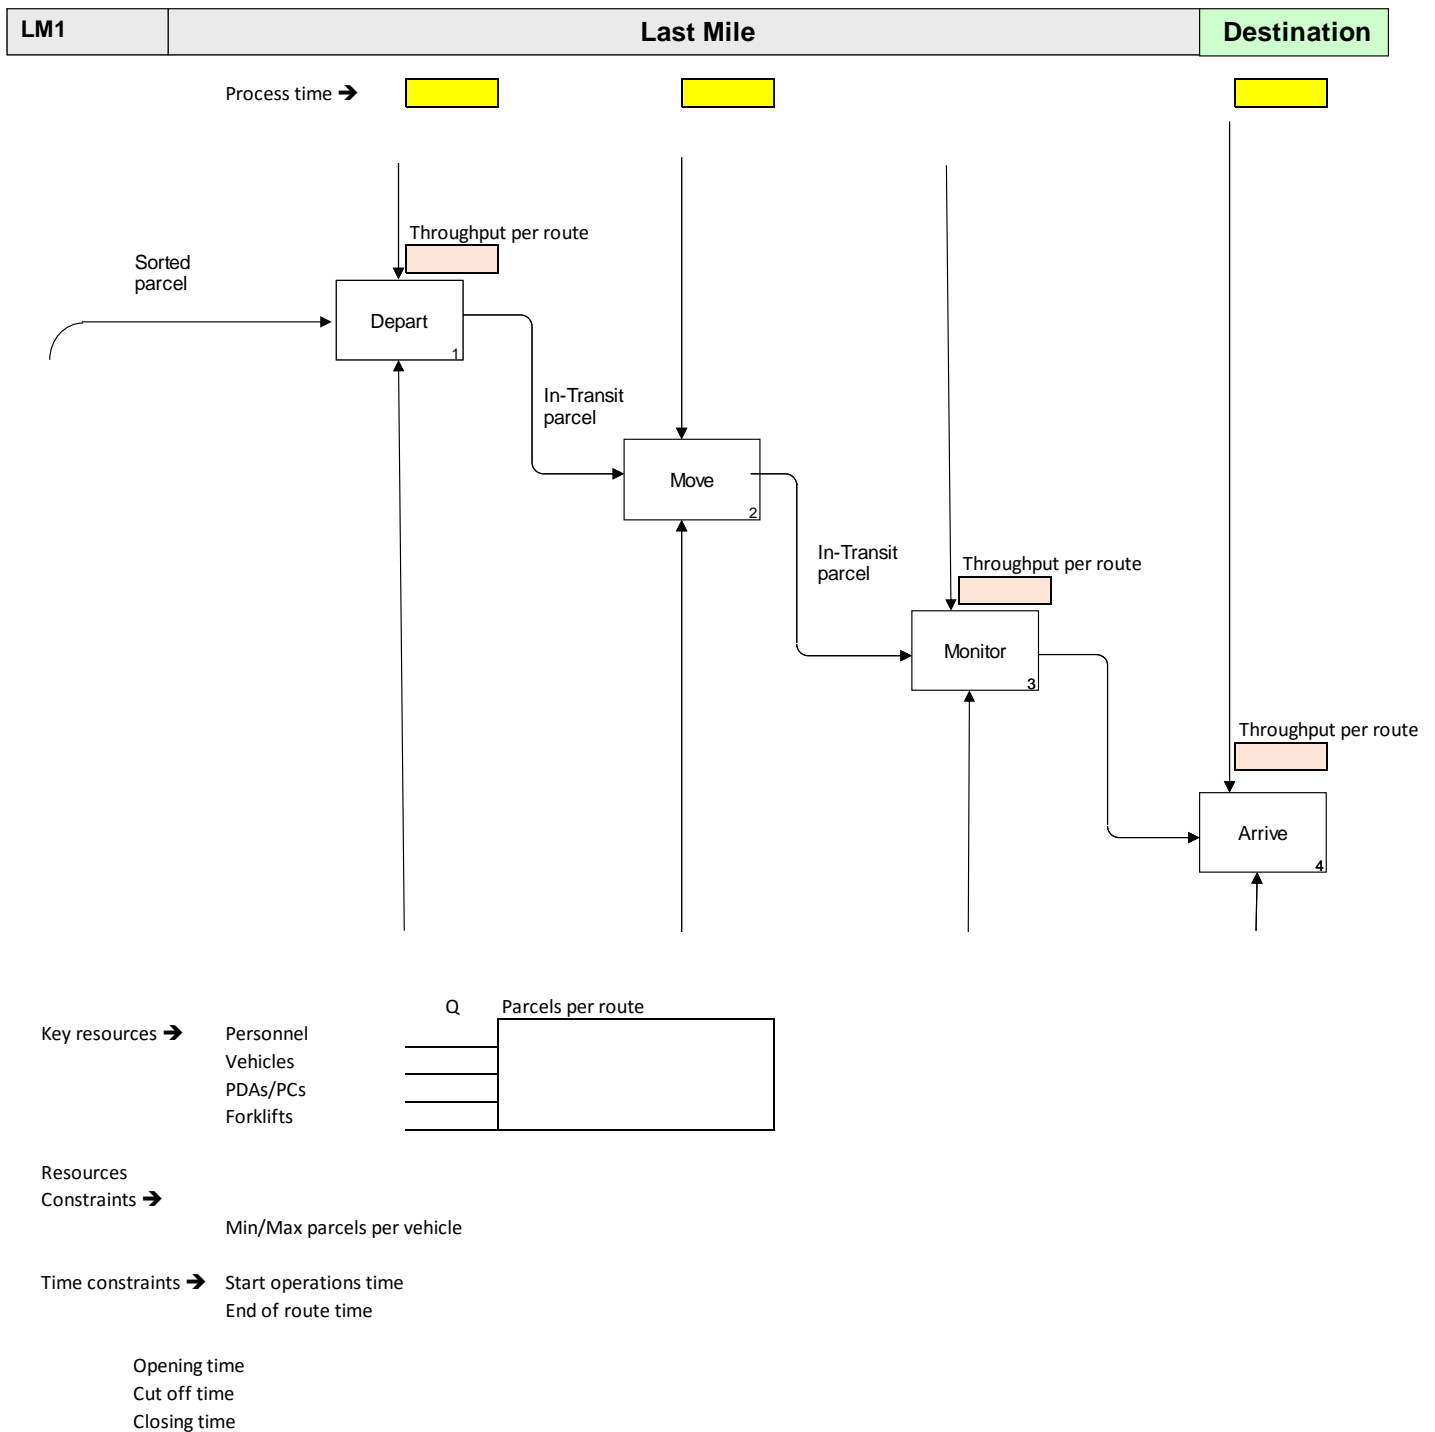 LM1
Last Mile
Destination
Process time ➔
Throughput per route
Sorted
parcel
Depart
1
In-Transit
parcel
Move
2
In-Transit
parcel
Throughput per route
Monitor
3
Throughput per route
Arrive
4
Q
Parcels per route
Key resources ➔
Personnel
Vehicles
PDAs/PCs
Forklifts
Resources
Constraints ➔
Min/Max parcels per vehicle
Time constraints ➔
Start operations time
End of route time
Opening time
Cut off time
Closing time